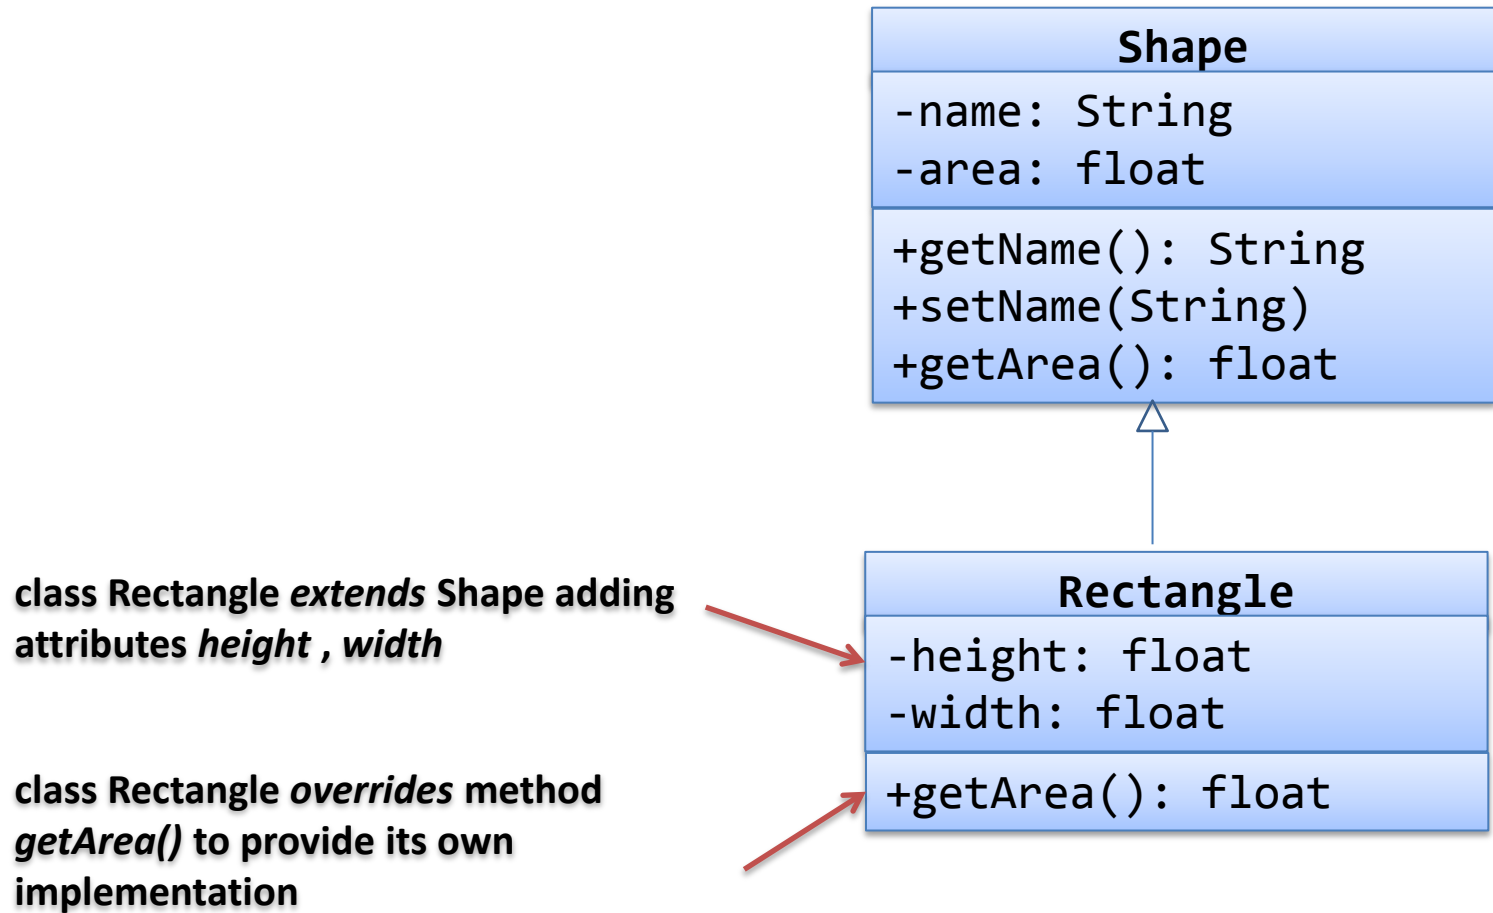 Shape
-name: String
-area: float
+getName(): String
+setName(String)
+getArea(): float
class Rectangle extends Shape adding
attributes height , width
Rectangle
-height: float
-width: float
class Rectangle overrides method
getArea() to provide its own
implementation
+getArea(): float